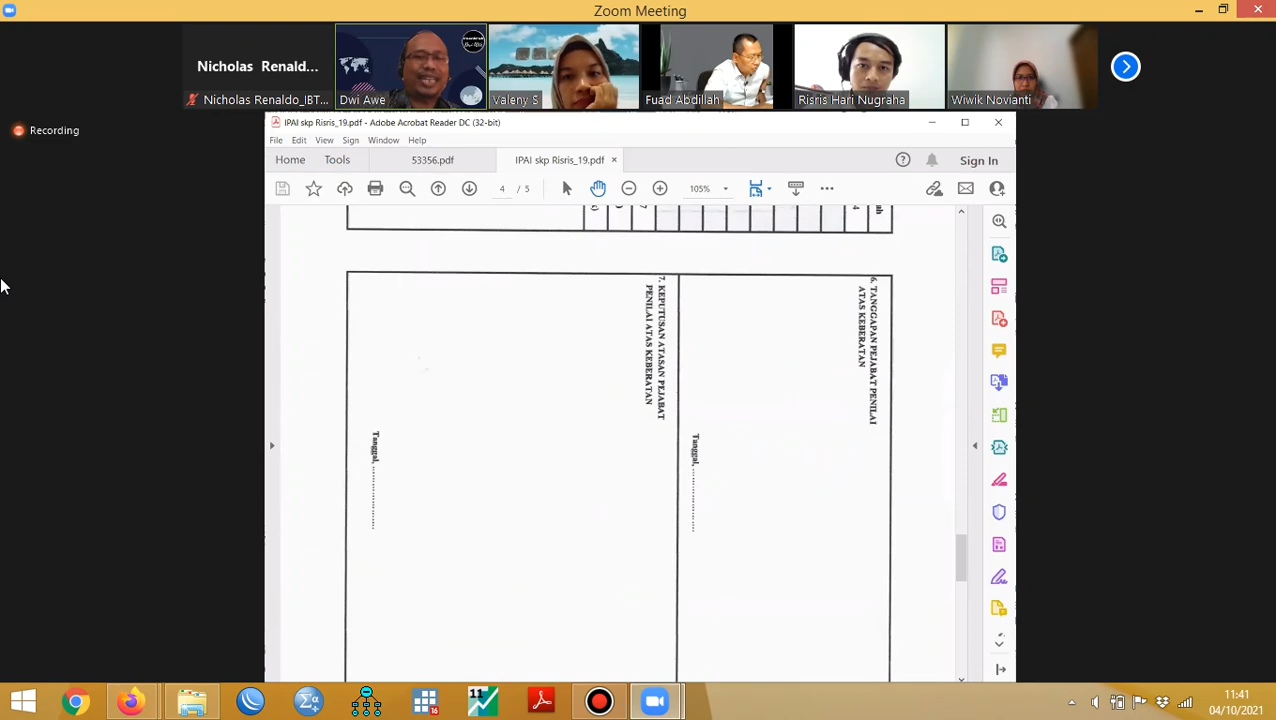 Zoom Meeting
Nicholas Renaldo...
Nicholas Renaldo_IBT...
Dwi Awe
Valeny S
Fuad Abdillah
Risris Hari Nugraha
Wiwik Novianti
Recording
IPAI skp Risris_19.pdf - Adobe Acrobat Reader DC (32-bit)
File Edit View Sign Window Help
Home Tools 53356.pdf IPAI skp Risris_19.pdf × Sign In
4 / 5 105%
6. TANGGAPAN PEJABAT PENILAI
ATAS KEBERATAN
Tanggal, ....................
7. KEPUTUSAN ATASAN PEJABAT
PENILAI ATAS KEBERATAN
Tanggal, ....................
16
11
11:41
04/10/2021